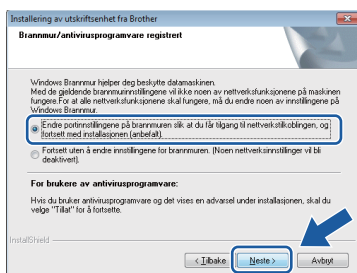 Installering av utskriftsenhet fra Brother
Brannmur/antivirusprogramvare registrert
Windows Brannmur hjelper deg beskytte datamaskinen.
Med de gjeldende brannmurinnstillingene vil ikke noen av nettverksfunksjonene på maskinen
fungere.For at alle nettverksfunksjonene skal fungere, må du endre noen av innstillingene på
Windows Brannmur.
Endre portinnstillingene på brannmuren slik at du får tilgang til nettverkstilkoblingen, og
fortsett med installasjonen (anbefalt).
Fortsett uten å endre innstillingene for brannmuren. (Noen nettverksinnstillinger vil bli
deaktivert).
For brukere av antivirusprogramvare:
Hvis du bruker antivirusprogramvare og det vises en advarsel under installasjonen, skal du
velge "Tillat" for å fortsette.
InstallShield
< Tilbake
Neste >
Avbryt